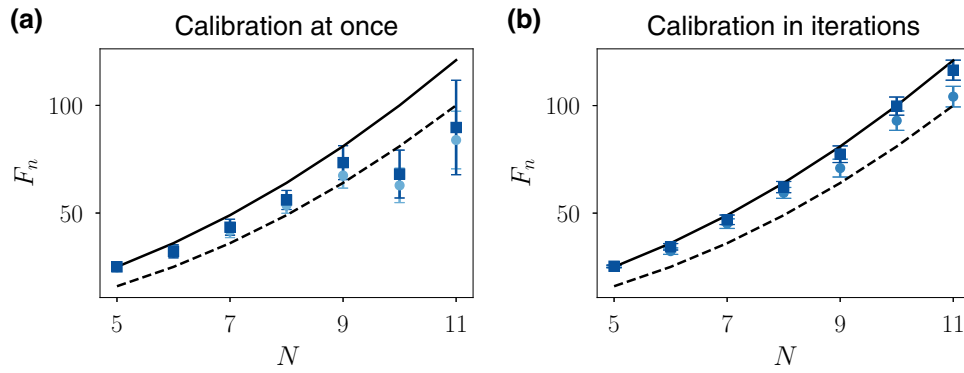 (a) Calibration at once
100
50
F_n
5 7 9 11
N
(b) Calibration in iterations
100
50
F_n
5 7 9 11
N